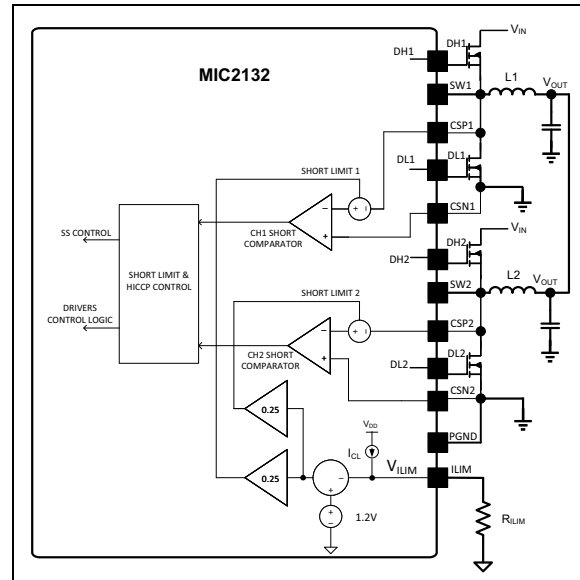 MIC2132
DH1
DH1
VIN
SW1
L1
VOUT
CSP1
SHORT LIMIT 1
DL1
DL1
CH1 SHORT
COMPARATOR
CSN1
VIN
DH2
DH2
SS CONTROL
SHORT LIMIT &
HICCP CONTROL
DRIVERS
CONTROL LOGIC
SW2
L2
VOUT
SHORT LIMIT 2
CSP2
CH2 SHORT
COMPARATOR
DL2
DL2
CSN2
0.25
VDD
PGND
ICL
0.25
VILIM
ILIM
1.2V
RILIM
+
−
+
−
+
−
+
−
−
+
+
−